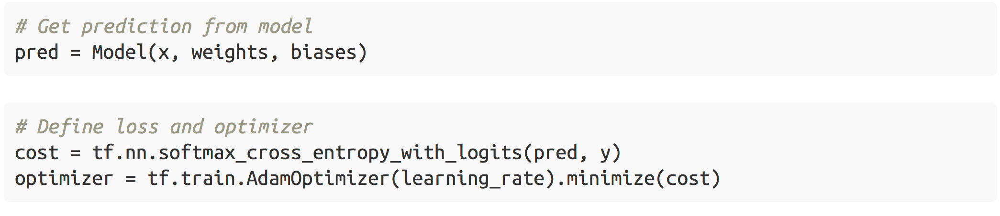 # Get prediction from model
pred = Model(x, weights, biases)
# Define loss and optimizer
cost = tf.nn.softmax_cross_entropy_with_logits(pred, y)
optimizer = tf.train.AdamOptimizer(learning_rate).minimize(cost)